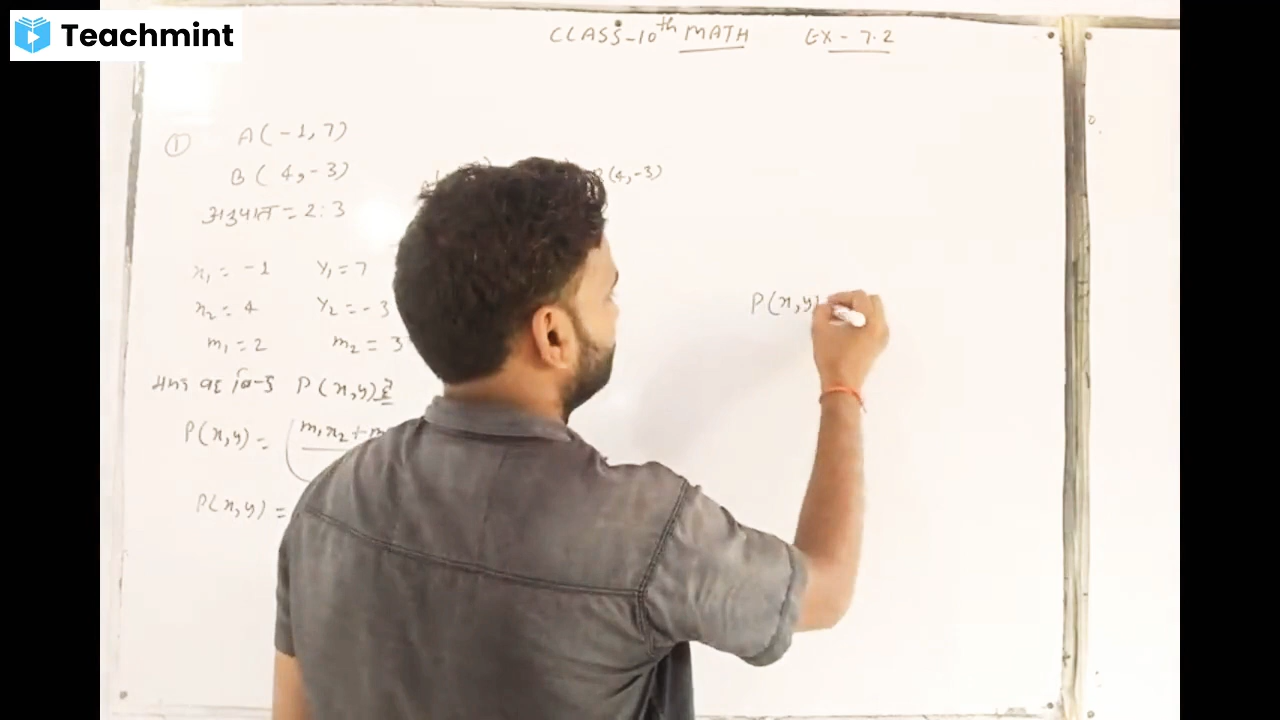 Teachmint
CLASS-10th MATH EX-7.2
① A(-1,7)
B(4,-3)
अनुपात = 2:3
B(4,-3)
x₁ = -1 y₁ = 7
x₂ = 4 y₂ = -3
m₁ = 2 m₂ = 3
P(x,y)
माना वह बिन्दु P(x,y) है
P(x,y) = (m₁x₂+m
P(x,y) =